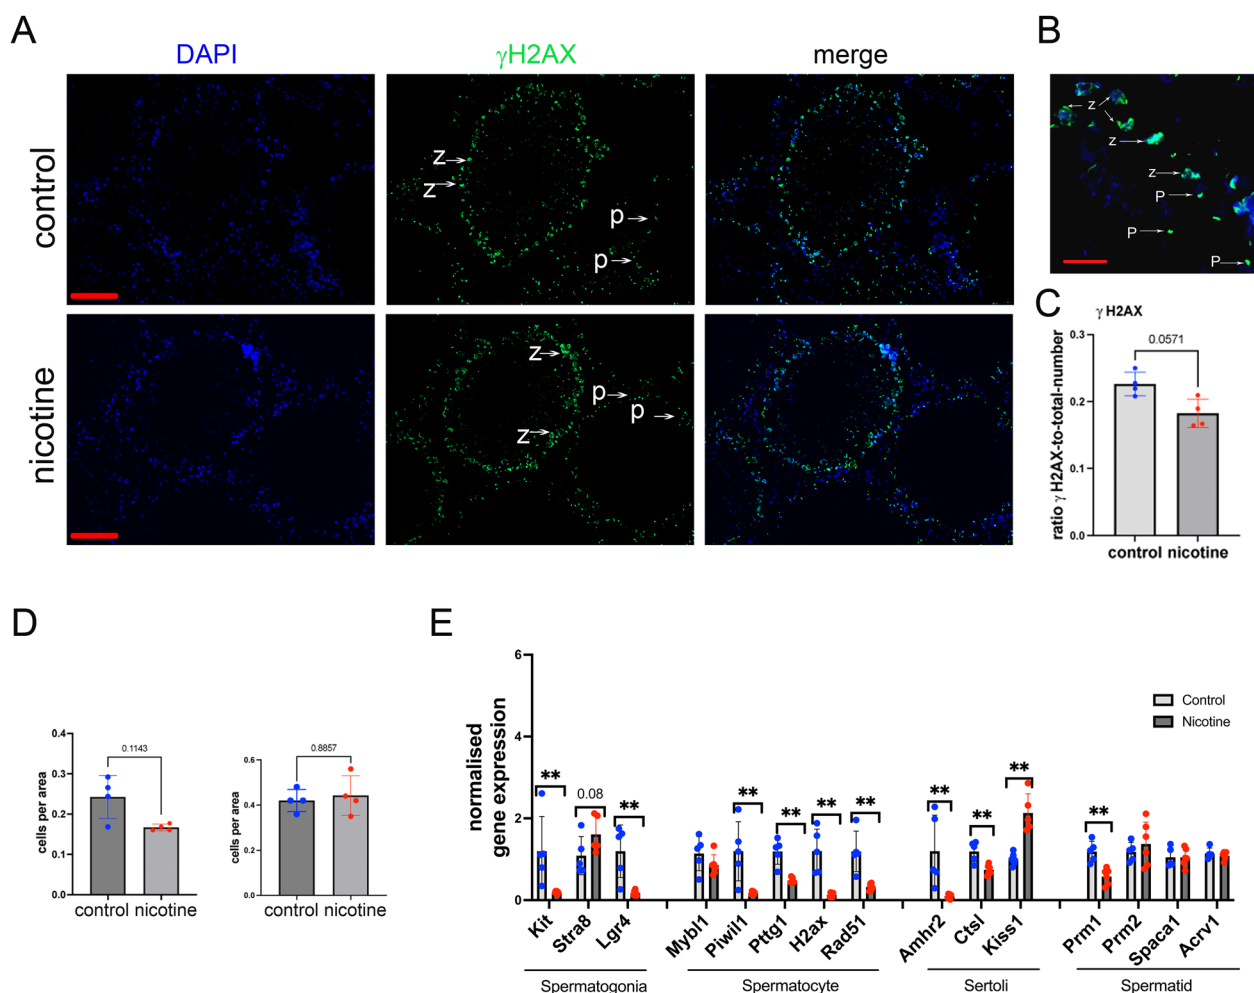 A
B
DAPI
γH2AX
merge
control
z
z
p
p
nicotine
z
z
p
p
z
z
z
P
P
P
C
γ H2AX
0.0571
0.3
0.2
0.1
0.0
ratio γ H2AX-to-total-number
control nicotine
D
0.1143
0.4
0.3
0.2
0.1
0.0
cells per area
control nicotine
0.8857
0.6
0.4
0.2
0.0
cells per area
control nicotine
E
6
4
2
0
normalised
gene expression
Control
Nicotine
** 0.08 ** ** ** ** ** ** ** ** **
Kit Stra8 Lgr4 Mybl1 Piwil1 Pttg1 H2ax Rad51 Amhr2 Ctsl Kiss1 Prm1 Prm2 Spaca1 Acrv1
Spermatogonia Spermatocyte Sertoli Spermatid